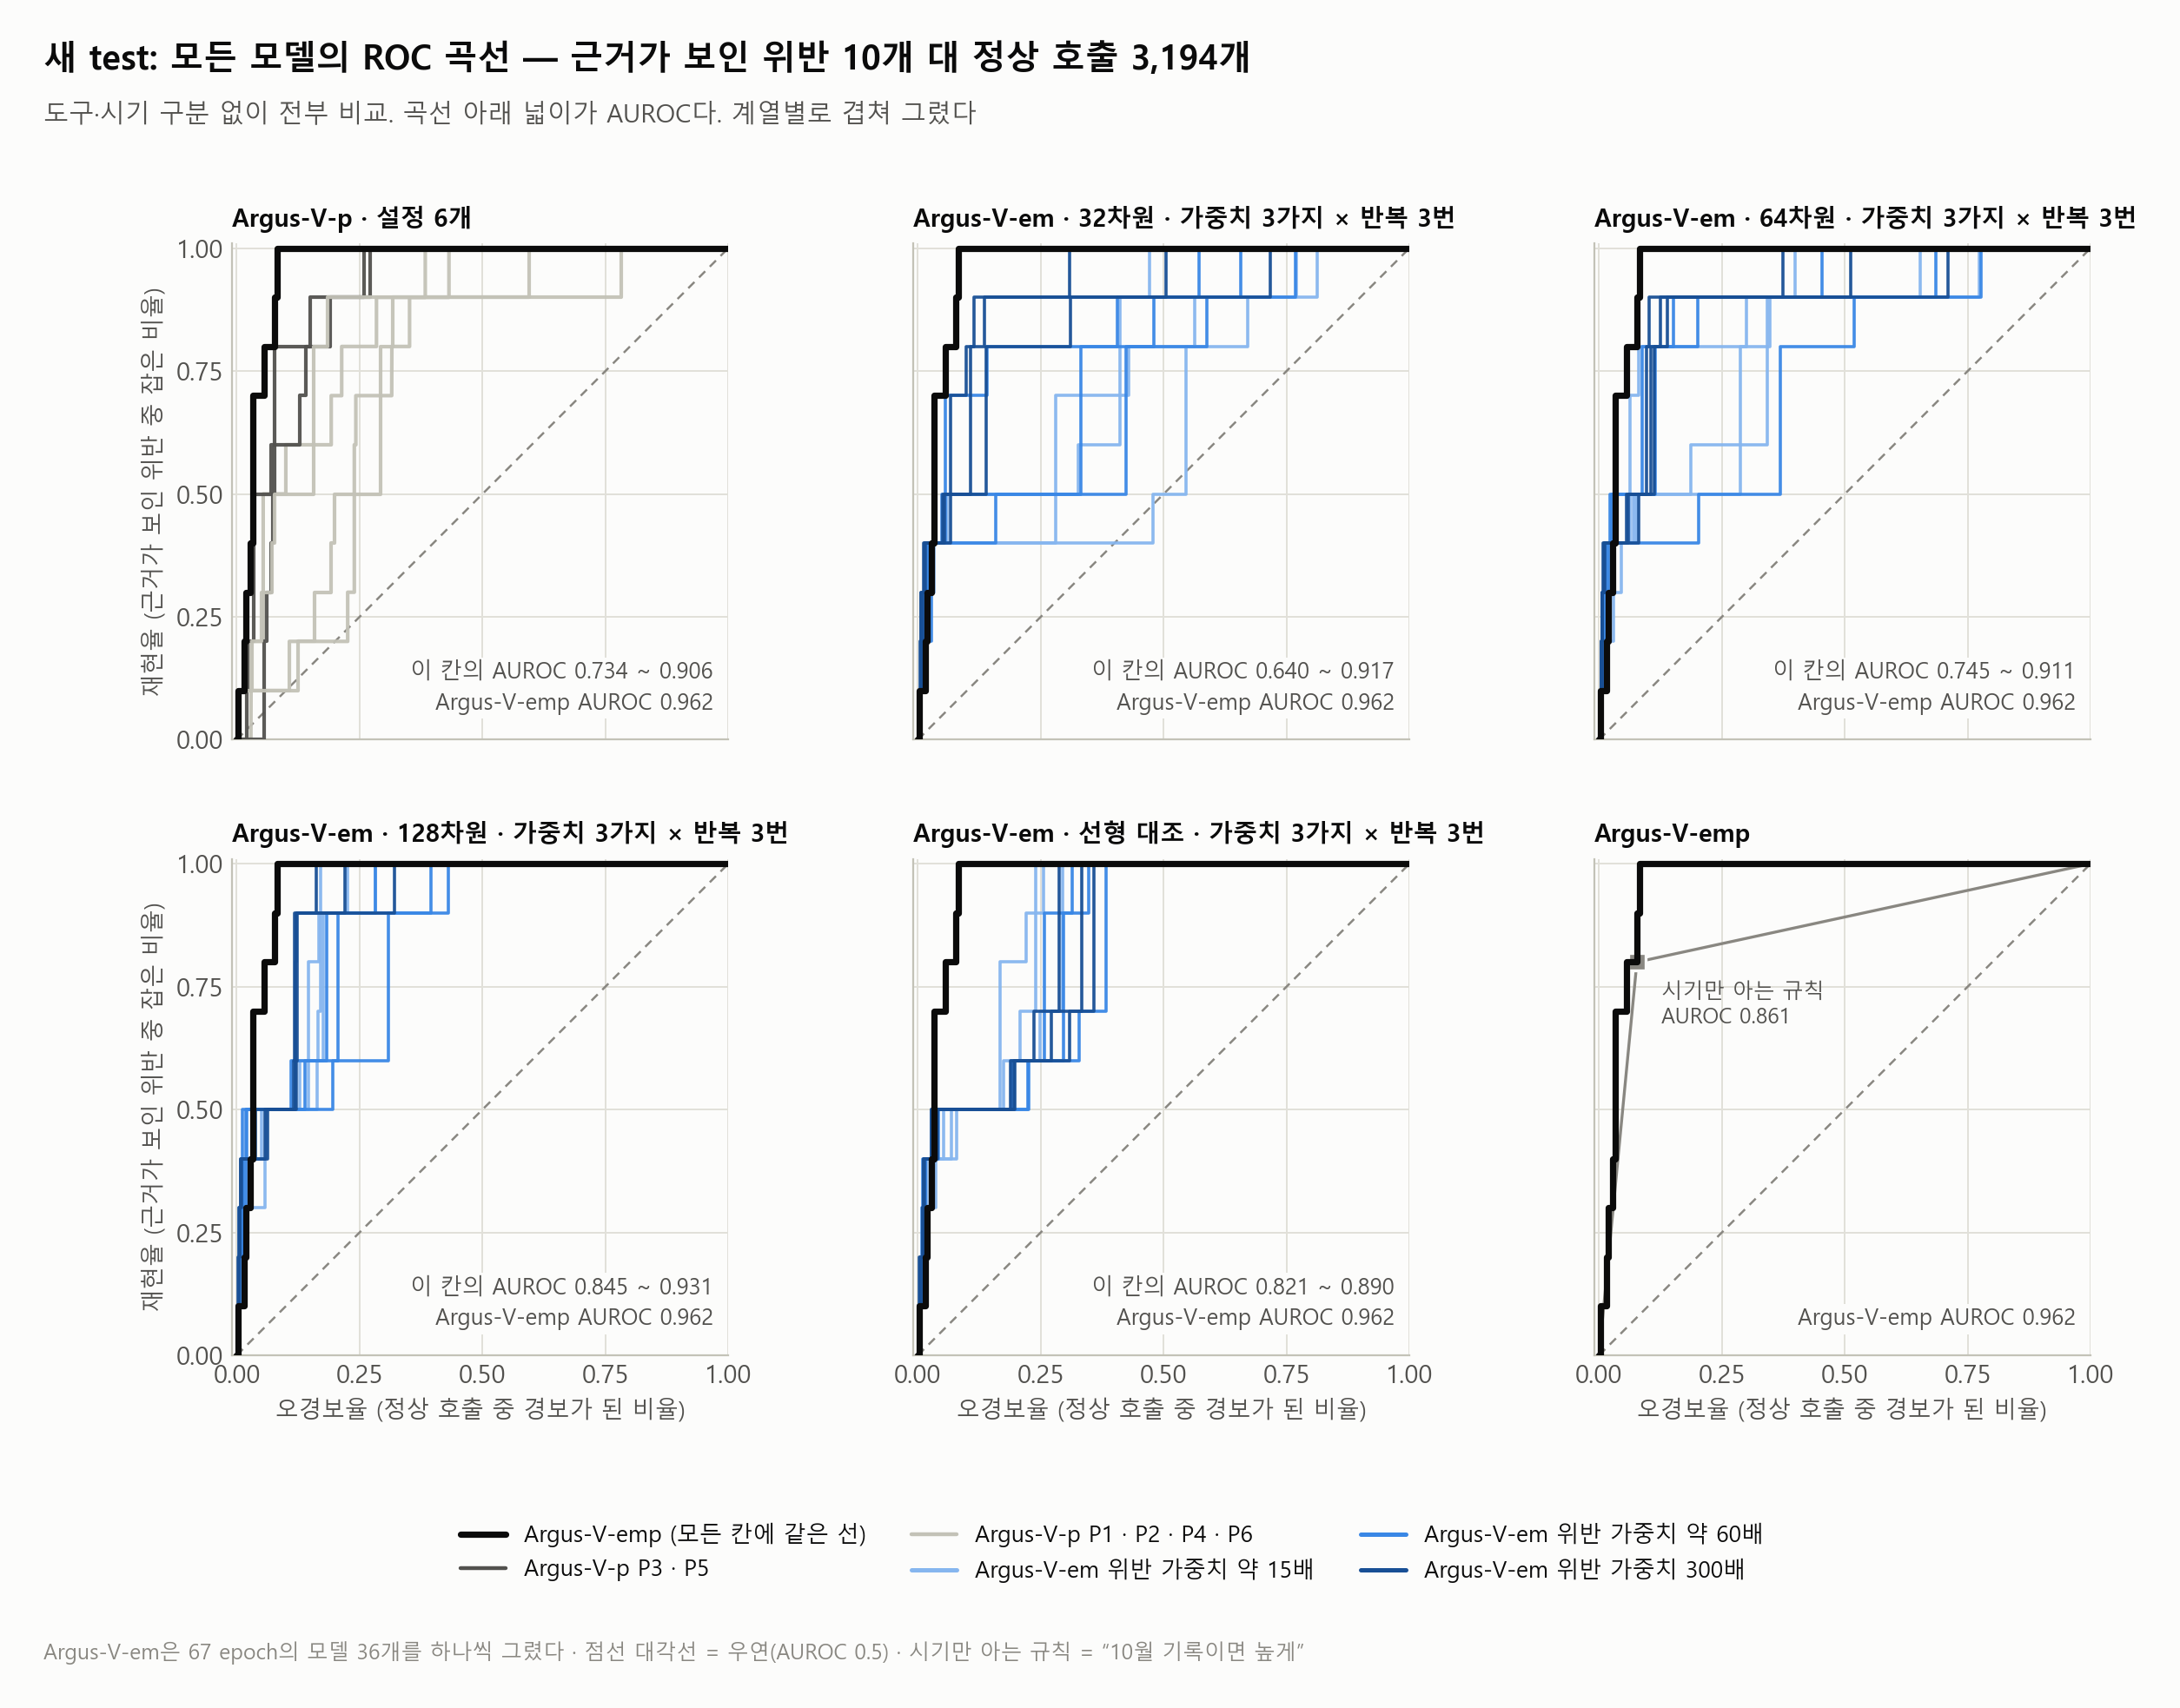 새 test: 모든 모델의 ROC 곡선 — 근거가 보인 위반 10개 대 정상 호출 3,194개
도구·시기 구분 없이 전부 비교. 곡선 아래 넓이가 AUROC다. 계열별로 겹쳐 그렸다
Argus-V-p · 설정 6개
1.00
0.75
0.50
0.25
0.00
재현율 (근거가 보인 위반 중 잡은 비율)
이 칸의 AUROC 0.734 ~ 0.906
Argus-V-emp AUROC 0.962
Argus-V-em · 32차원 · 가중치 3가지 × 반복 3번
이 칸의 AUROC 0.640 ~ 0.917
Argus-V-emp AUROC 0.962
Argus-V-em · 64차원 · 가중치 3가지 × 반복 3번
이 칸의 AUROC 0.745 ~ 0.911
Argus-V-emp AUROC 0.962
Argus-V-em · 128차원 · 가중치 3가지 × 반복 3번
1.00
0.75
0.50
0.25
0.00
재현율 (근거가 보인 위반 중 잡은 비율)
이 칸의 AUROC 0.845 ~ 0.931
Argus-V-emp AUROC 0.962
0.00 0.25 0.50 0.75 1.00
오경보율 (정상 호출 중 경보가 된 비율)
Argus-V-em · 선형 대조 · 가중치 3가지 × 반복 3번
이 칸의 AUROC 0.821 ~ 0.890
Argus-V-emp AUROC 0.962
0.00 0.25 0.50 0.75 1.00
오경보율 (정상 호출 중 경보가 된 비율)
Argus-V-emp
시기만 아는 규칙
AUROC 0.861
Argus-V-emp AUROC 0.962
0.00 0.25 0.50 0.75 1.00
오경보율 (정상 호출 중 경보가 된 비율)
Argus-V-emp (모든 칸에 같은 선)
Argus-V-p P3 · P5
Argus-V-p P1 · P2 · P4 · P6
Argus-V-em 위반 가중치 약 15배
Argus-V-em 위반 가중치 약 60배
Argus-V-em 위반 가중치 300배
Argus-V-em은 67 epoch의 모델 36개를 하나씩 그렸다 · 점선 대각선 = 우연(AUROC 0.5) · 시기만 아는 규칙 = “10월 기록이면 높게”